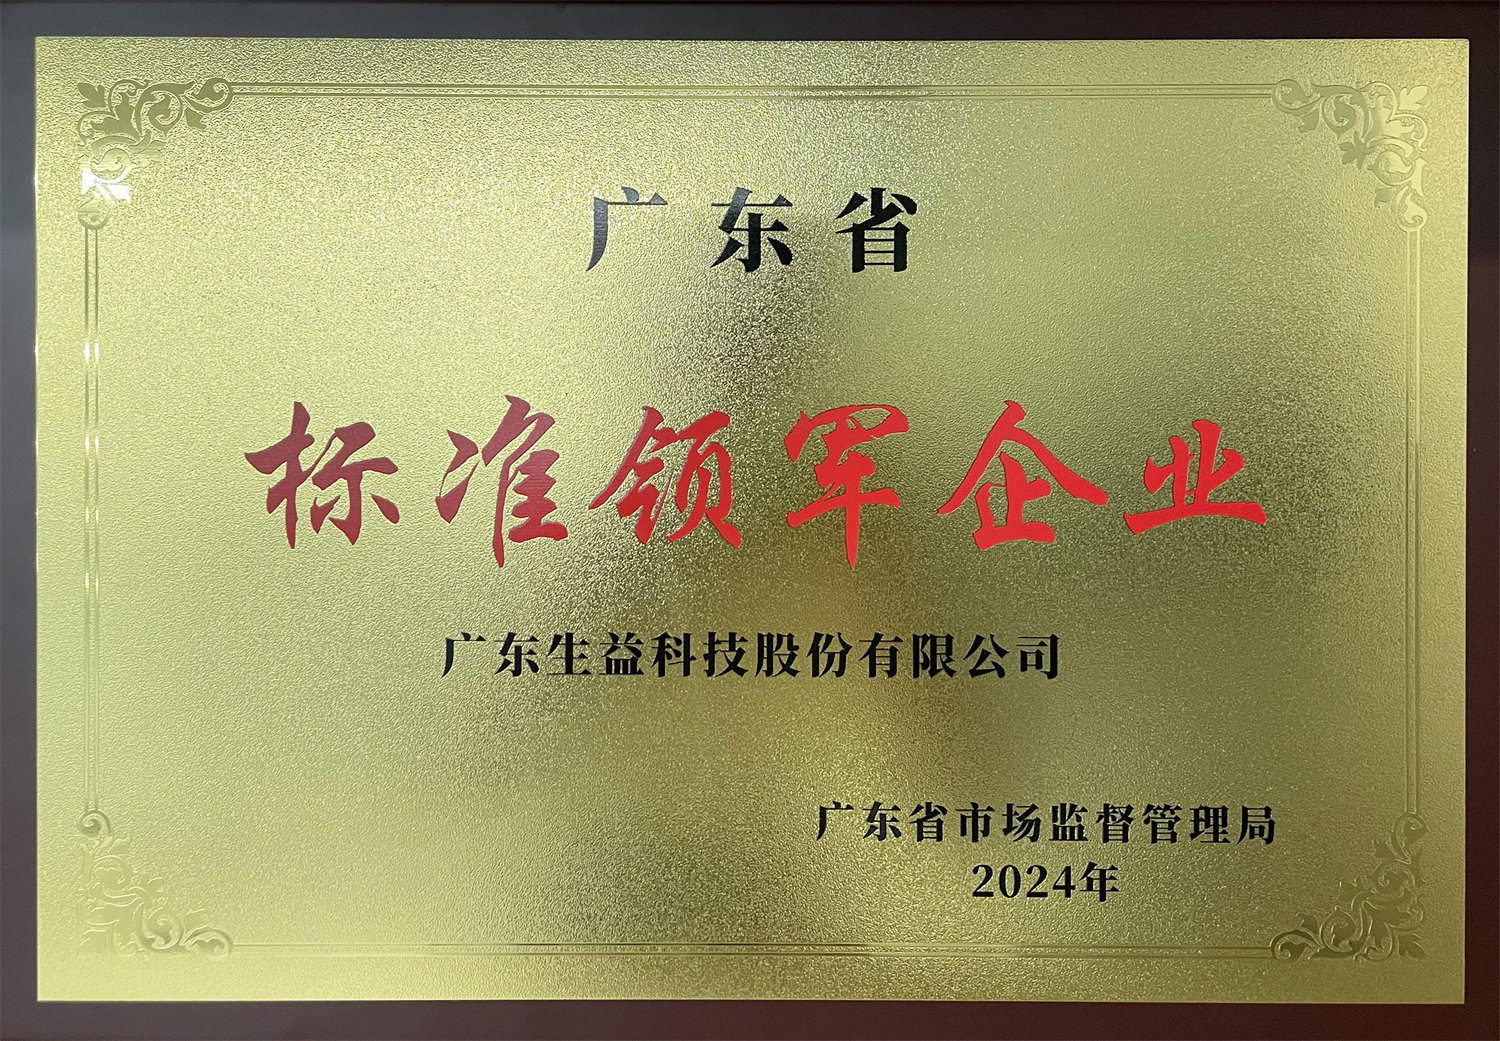 广东省
标准领军企业
广东生益科技股份有限公司
广东省市场监督管理局
2024年